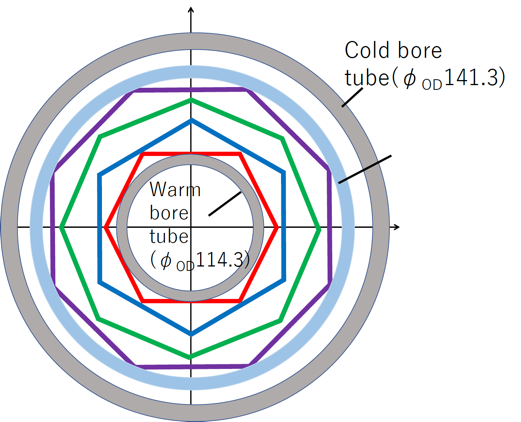 Cold bore
tube(ϕOD141.3)
Warm
bore
tube
(ϕOD114.3)